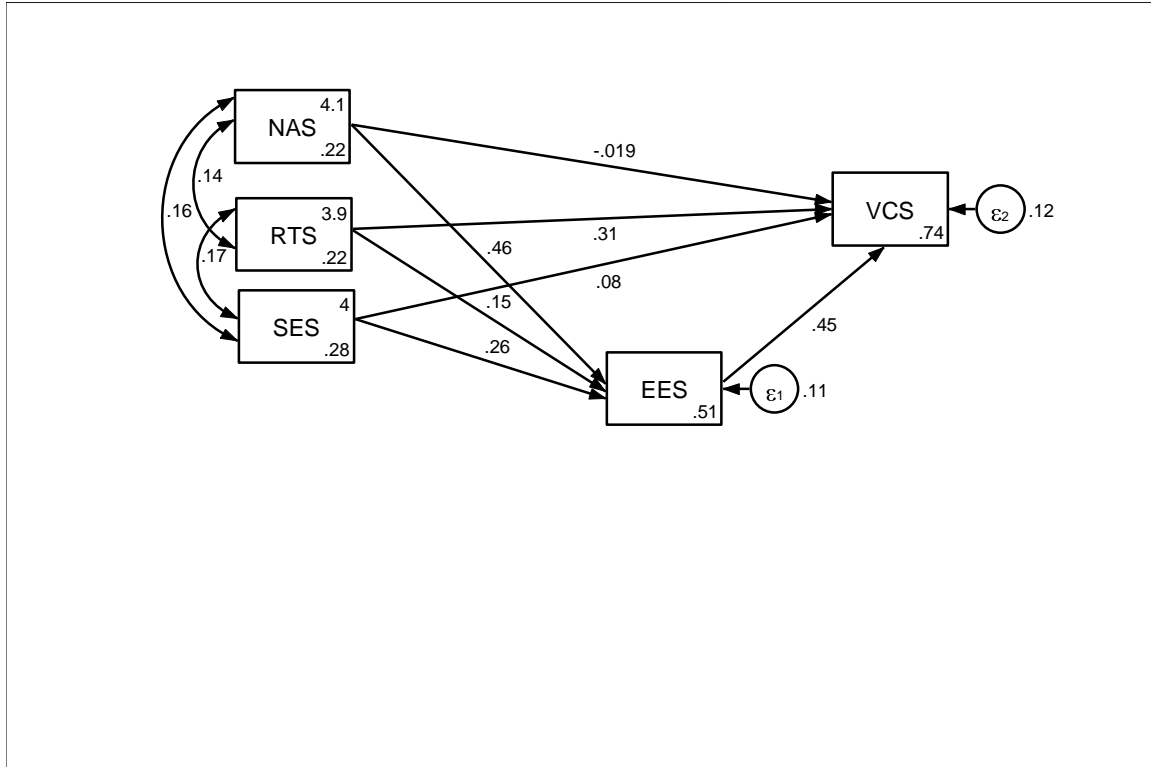 4.1
NAS
.22
-.019
.14
.16
3.9
RTS
.22
.17
.31
.46
VCS
.74
ε2
.12
4
SES
.28
.08
.15
.26
.45
EES
.51
ε1
.11